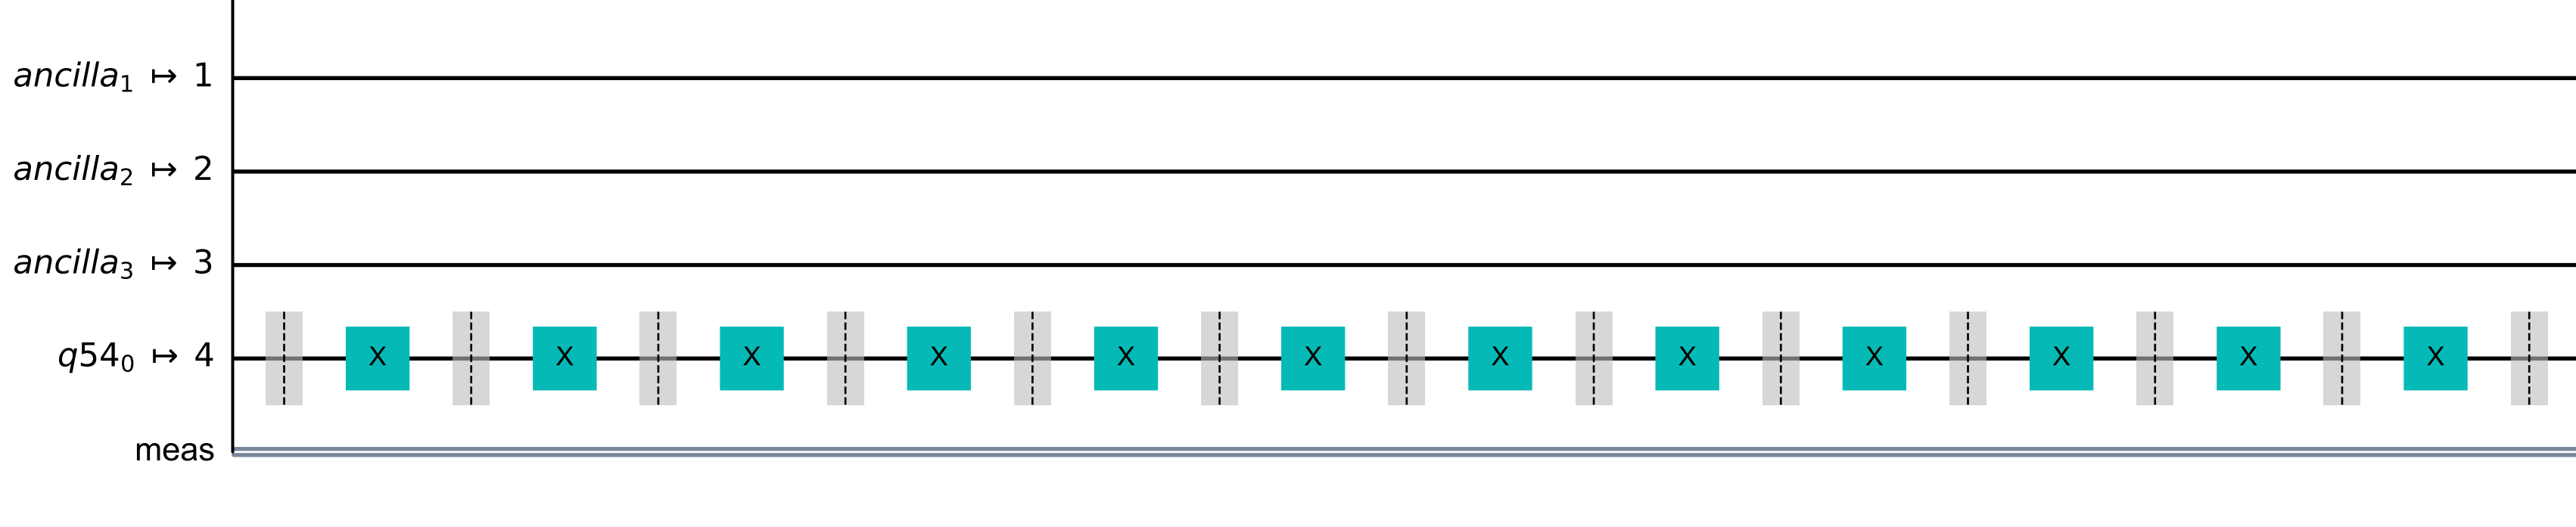 ancilla₁ ↦ 1
ancilla₂ ↦ 2
ancilla₃ ↦ 3
q54₀ ↦ 4 X X X X X X X X X X X X
meas